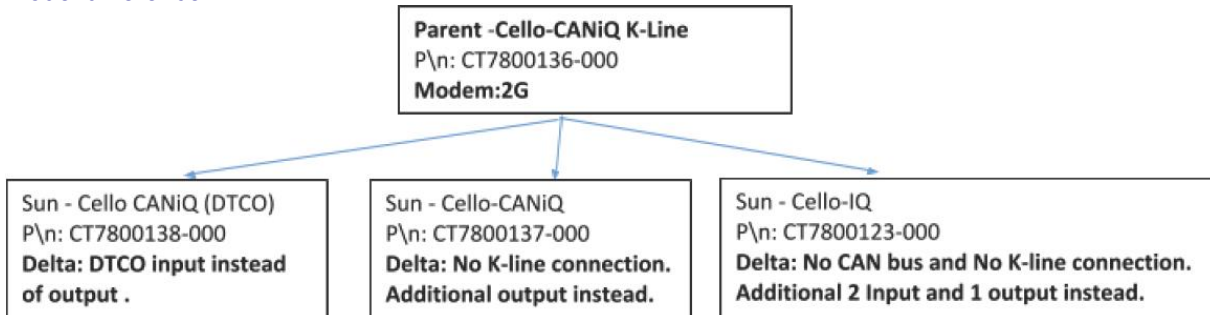 Parent -Cello-CANiQ K-Line
P\n: CT7800136-000
Modem:2G
Sun - Cello CANiQ (DTCO)
P\n: CT7800138-000
Delta: DTCO input instead
of output .
Sun - Cello-CANiQ
P\n: CT7800137-000
Delta: No K-line connection.
Additional output instead.
Sun - Cello-IQ
P\n: CT7800123-000
Delta: No CAN bus and No K-line connection.
Additional 2 Input and 1 output instead.